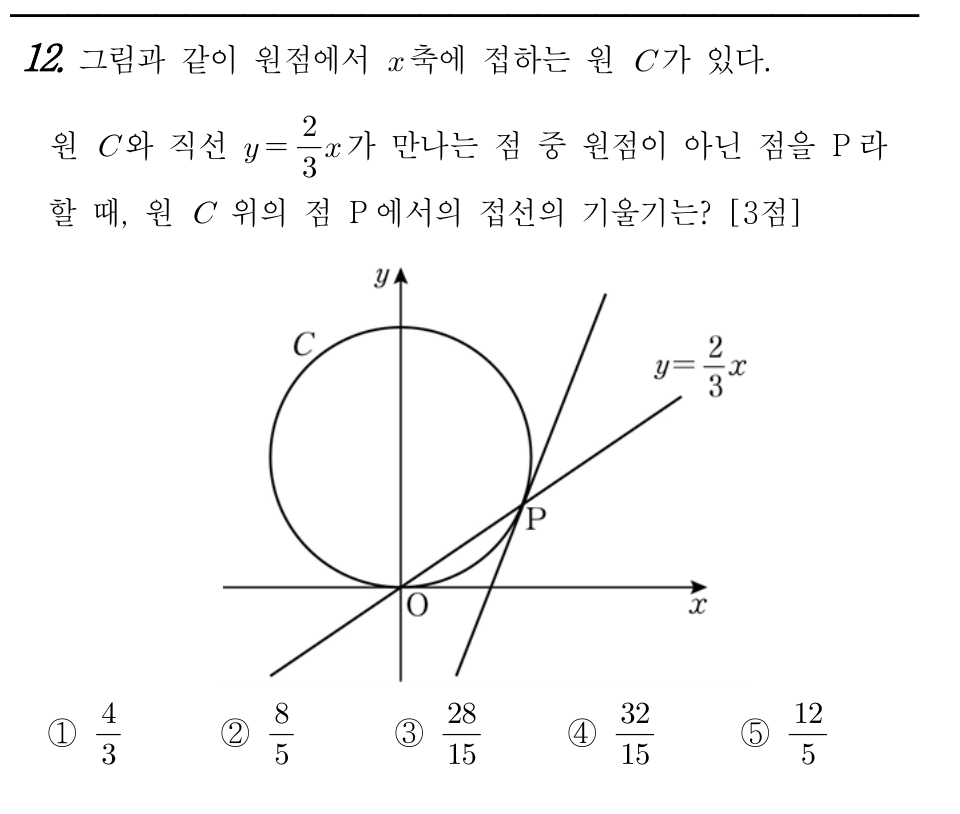 12. 그림과 같이 원점에서 x축에 접하는 원 C가 있다.
원 C와 직선 y=2/3x가 만나는 점 중 원점이 아닌 점을 P라
할 때, 원 C 위의 점 P에서의 접선의 기울기는? [3점]
y
C
y=2/3x
P
O
x
① 4/3 ② 8/5 ③ 28/15 ④ 32/15 ⑤ 12/5